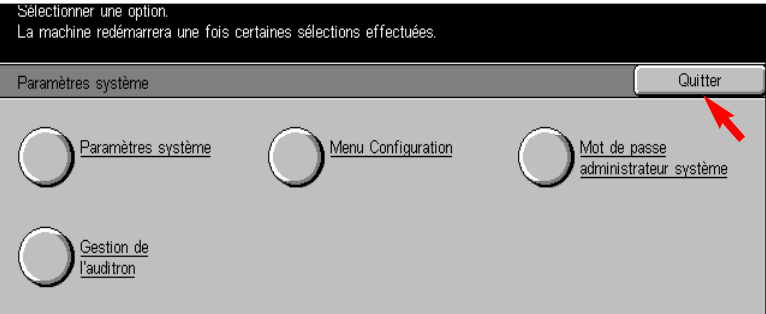 Sélectionner une option.
La machine redémarrera une fois certaines sélections effectuées.
Paramètres système
Quitter
Paramètres système
Menu Configuration
Mot de passe
administrateur système
Gestion de
l'auditron